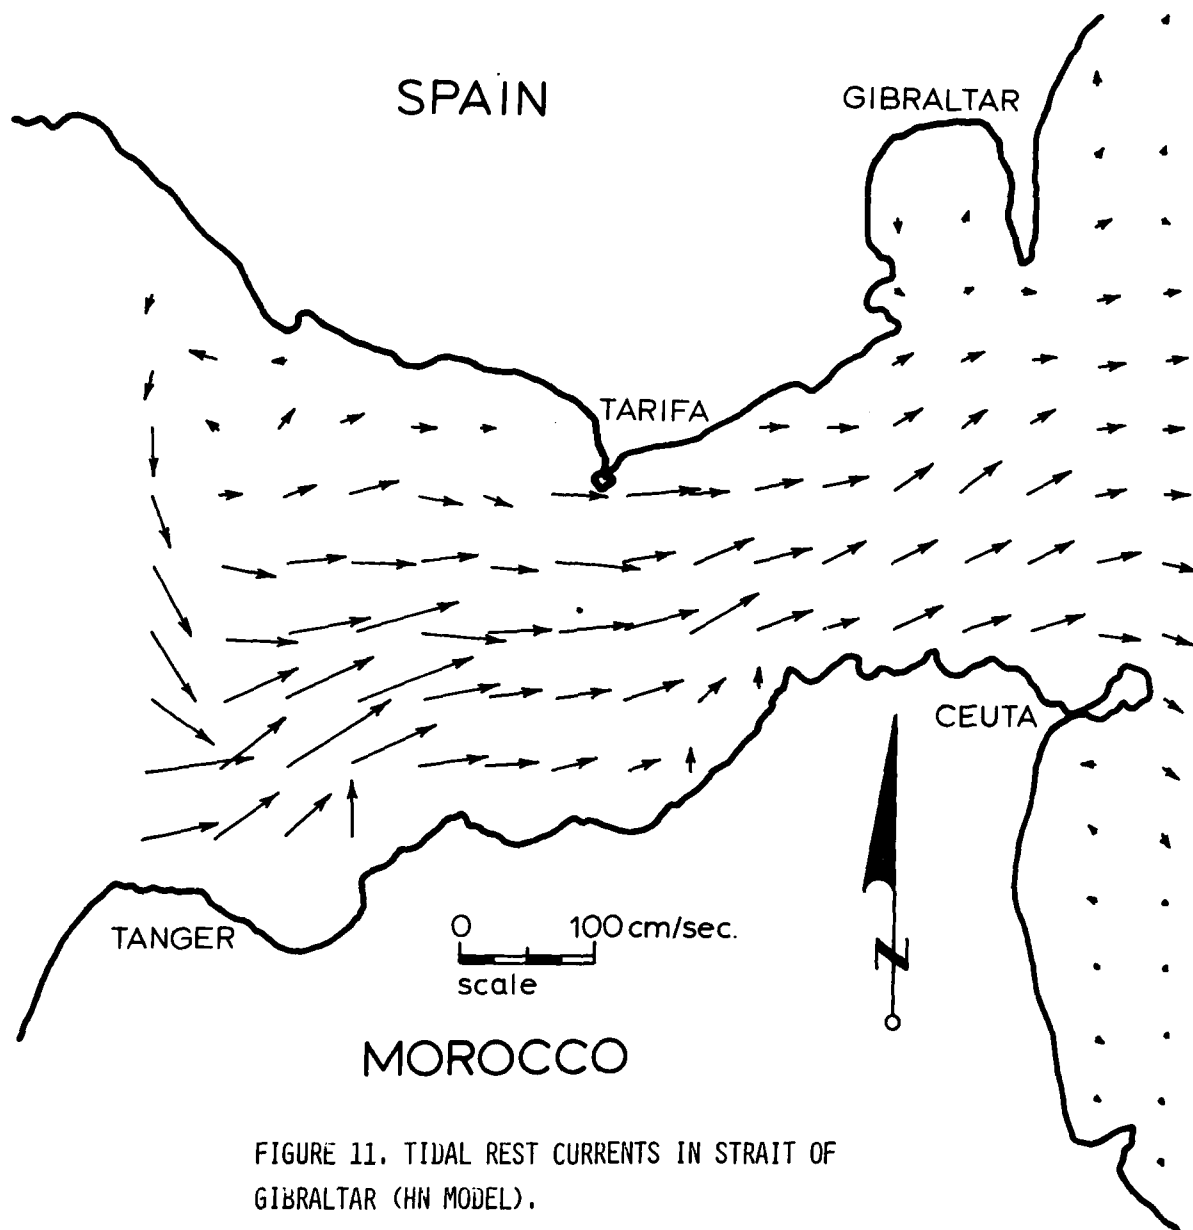 SPAIN
GIBRALTAR
TARIFA
CEUTA
TANGER
0 100 cm/sec.
scale
N
MOROCCO
FIGURE 11. TIDAL REST CURRENTS IN STRAIT OF
GIBRALTAR (HN MODEL).